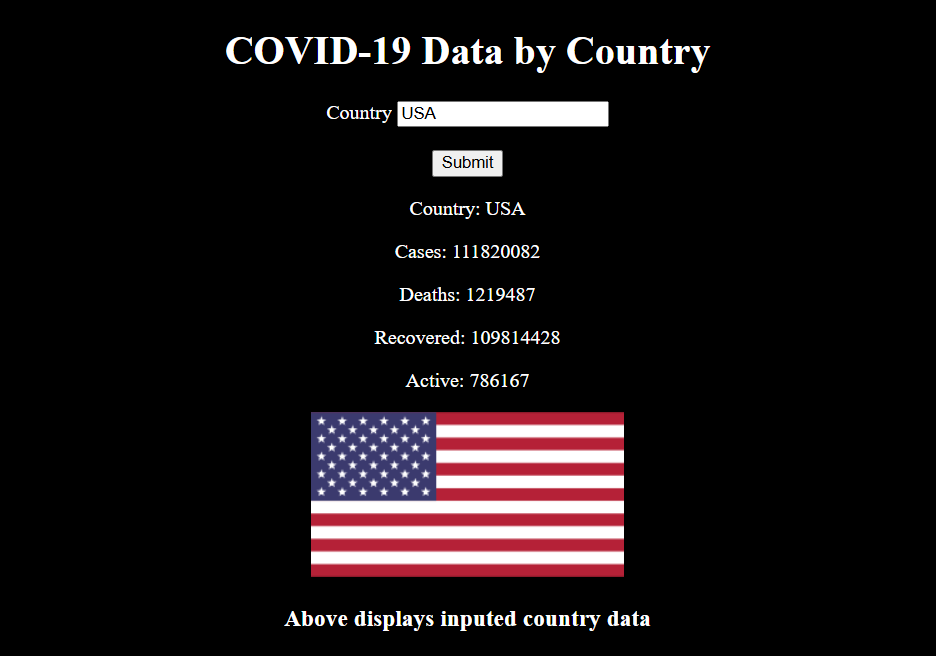 COVID-19 Data by Country
Country USA
Submit
Country: USA
Cases: 111820082
Deaths: 1219487
Recovered: 109814428
Active: 786167
Above displays inputed country data